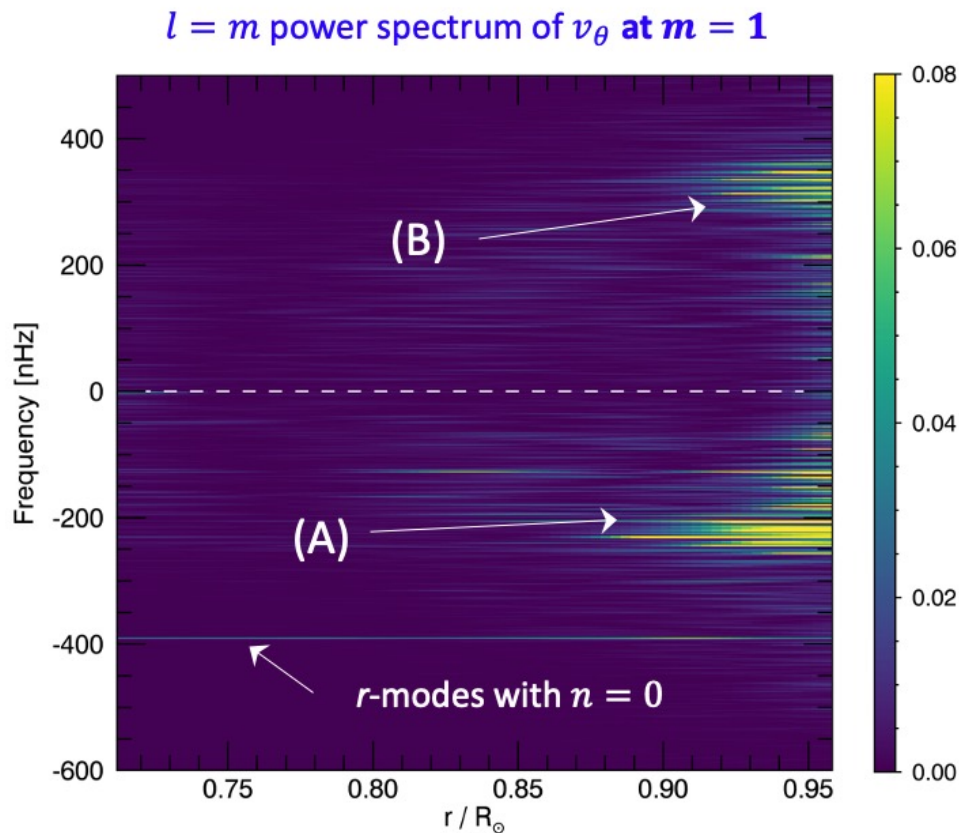 l = m power spectrum of v_θ at m = 1
Frequency [nHz]
400
200
0
-200
-400
-600
(B)
(A)
r-modes with n = 0
0.75
0.80
0.85
0.90
0.95
r / R⊙
0.08
0.06
0.04
0.02
0.00